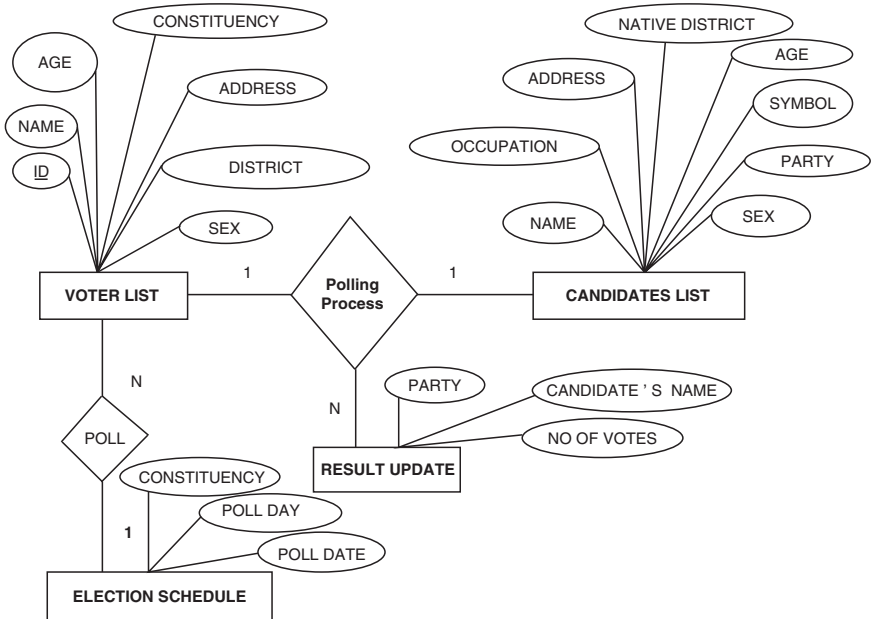 CONSTITUENCY
NATIVE DISTRICT
AGE
AGE
ADDRESS
ADDRESS
SYMBOL
NAME
OCCUPATION
DISTRICT
PARTY
ID
NAME
SEX
SEX
1
1
VOTER LIST
Polling
Process
CANDIDATES LIST
N
PARTY
CANDIDATE ' S NAME
N
POLL
NO OF VOTES
RESULT UPDATE
CONSTITUENCY
POLL DAY
1
POLL DATE
ELECTION SCHEDULE